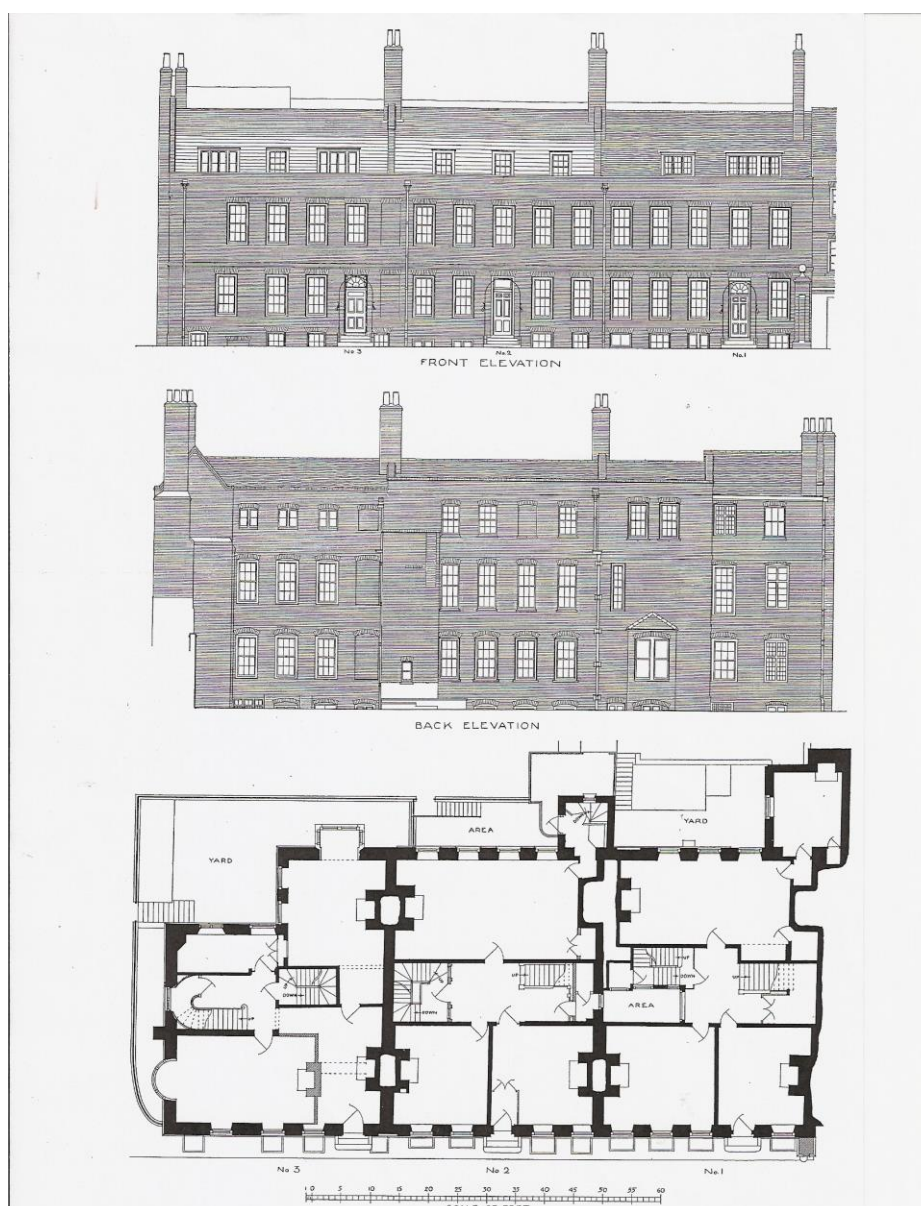 No 3 No.2 No.1
FRONT ELEVATION
BACK ELEVATION
YARD
AREA
YARD
UP
DOWN
UP
DOWN
UP
DOWN
AREA
No 3 No 2 No.1
0 5 10 15 20 25 30 35 40 45 50 55 60